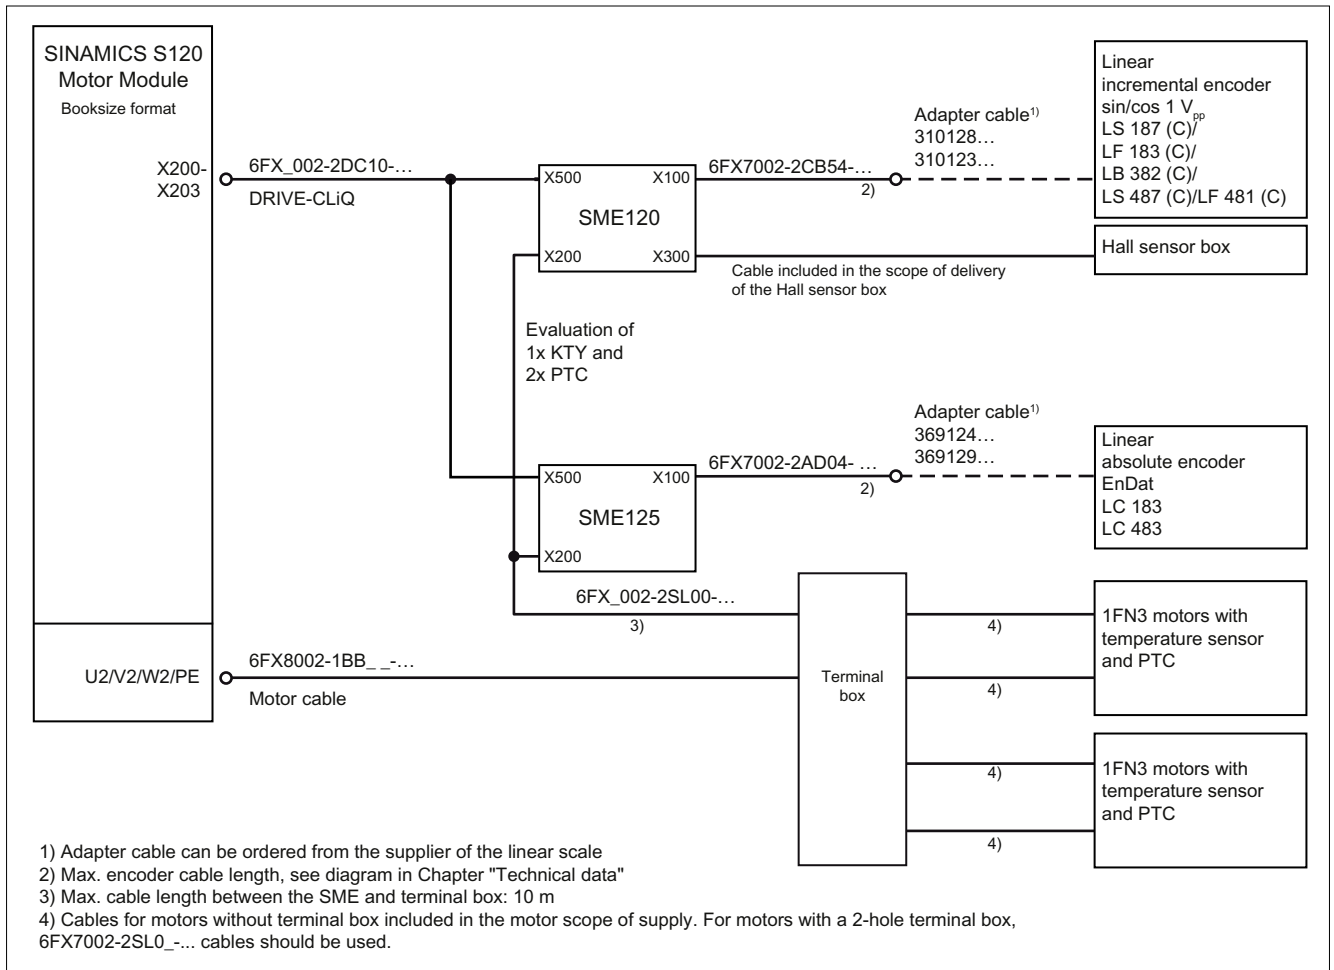 SINAMICS S120
Motor Module
Booksize format
X200-
X203
6FX_002-2DC10-...
DRIVE-CLiQ
X500
X100
SME120
X200
X300
6FX7002-2CB54-...
2)
Adapter cable1)
310128...
310123...
Linear
incremental encoder
sin/cos 1 Vpp
LS 187 (C)/
LF 183 (C)/
LB 382 (C)/
LS 487 (C)/LF 481 (C)
Hall sensor box
Cable included in the scope of delivery
of the Hall sensor box
Evaluation of
1x KTY and
2x PTC
X500
X100
SME125
X200
6FX7002-2AD04- ...
2)
Adapter cable1)
369124...
369129...
Linear
absolute encoder
EnDat
LC 183
LC 483
6FX_002-2SL00-...
3)
U2/V2/W2/PE
6FX8002-1BB_ _-...
Motor cable
Terminal
box
4)
4)
4)
4)
1FN3 motors with
temperature sensor
and PTC
1FN3 motors with
temperature sensor
and PTC
1) Adapter cable can be ordered from the supplier of the linear scale
2) Max. encoder cable length, see diagram in Chapter "Technical data"
3) Max. cable length between the SME and terminal box: 10 m
4) Cables for motors without terminal box included in the motor scope of supply. For motors with a 2-hole terminal box,
6FX7002-2SL0_-... cables should be used.